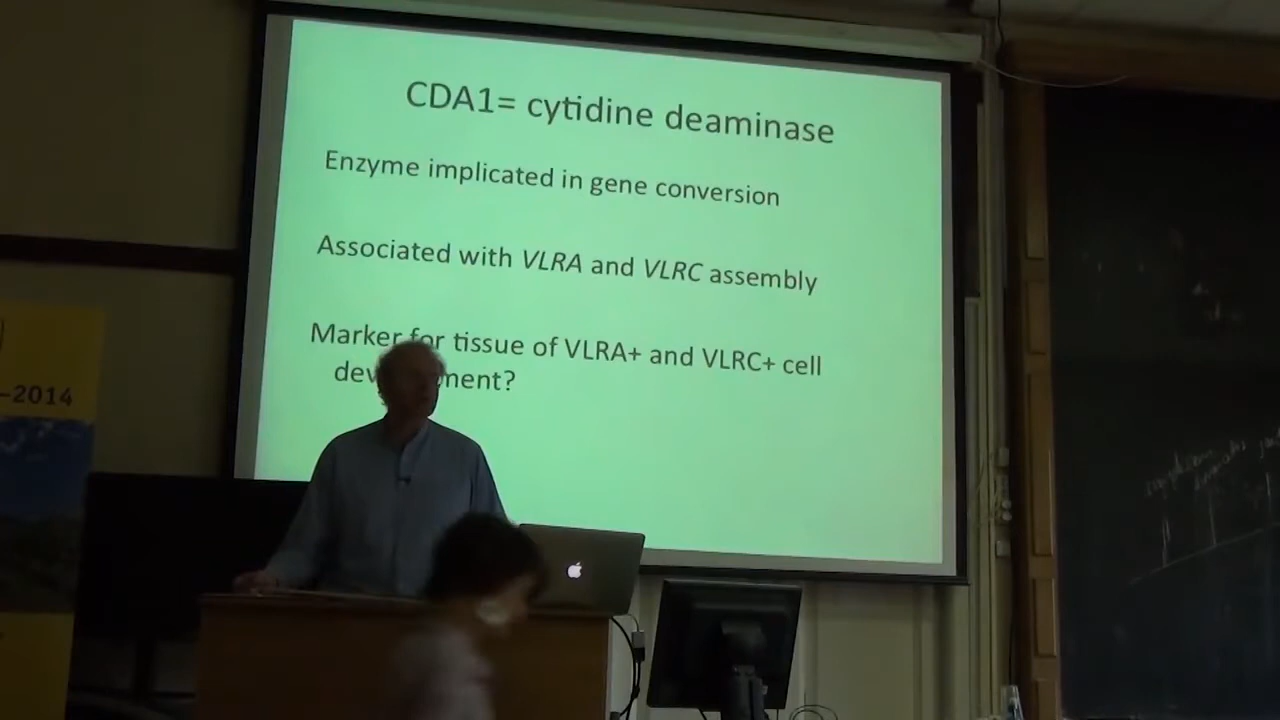 CDA1= cytidine deaminase
Enzyme implicated in gene conversion
Associated with VLRA and VLRC assembly
Marker for tissue of VLRA+ and VLRC+ cell
development?
-2014